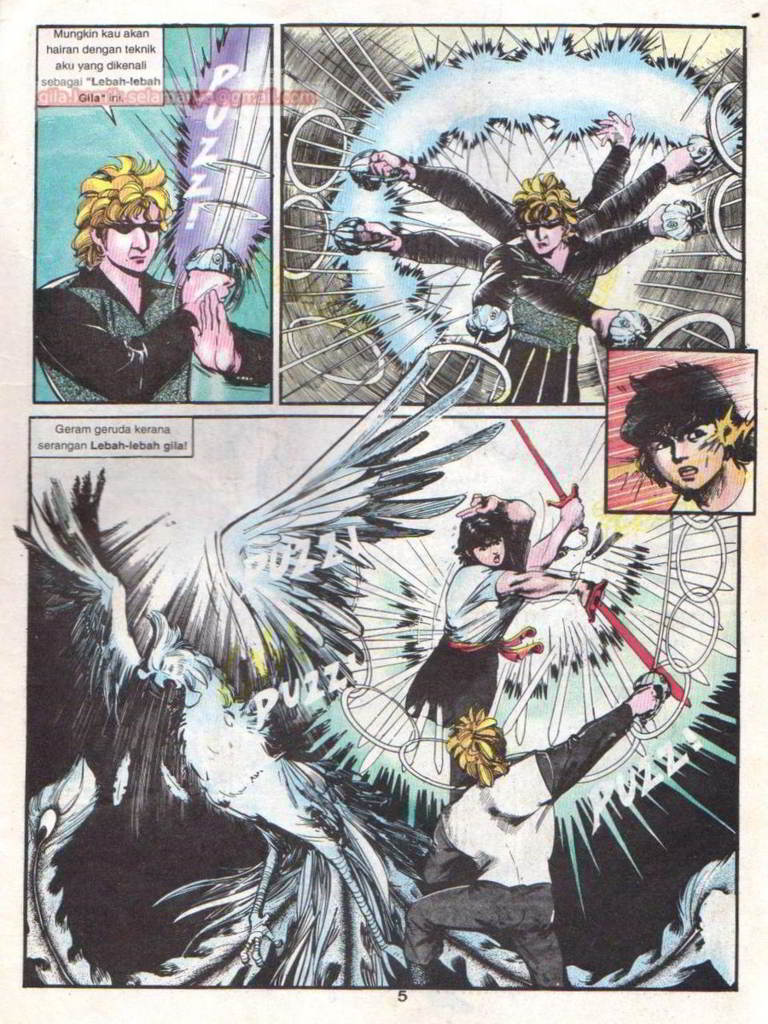 Mungkin kau akan
hairan dengan teknik
aku yang dikenali
sebagai "Lebah-lebah
Gila" ini.
PUZZ!
Geram geruda kerana
serangan Lebah-lebah gila!
PUZZ!
PUZZ!
PUZZ!
5